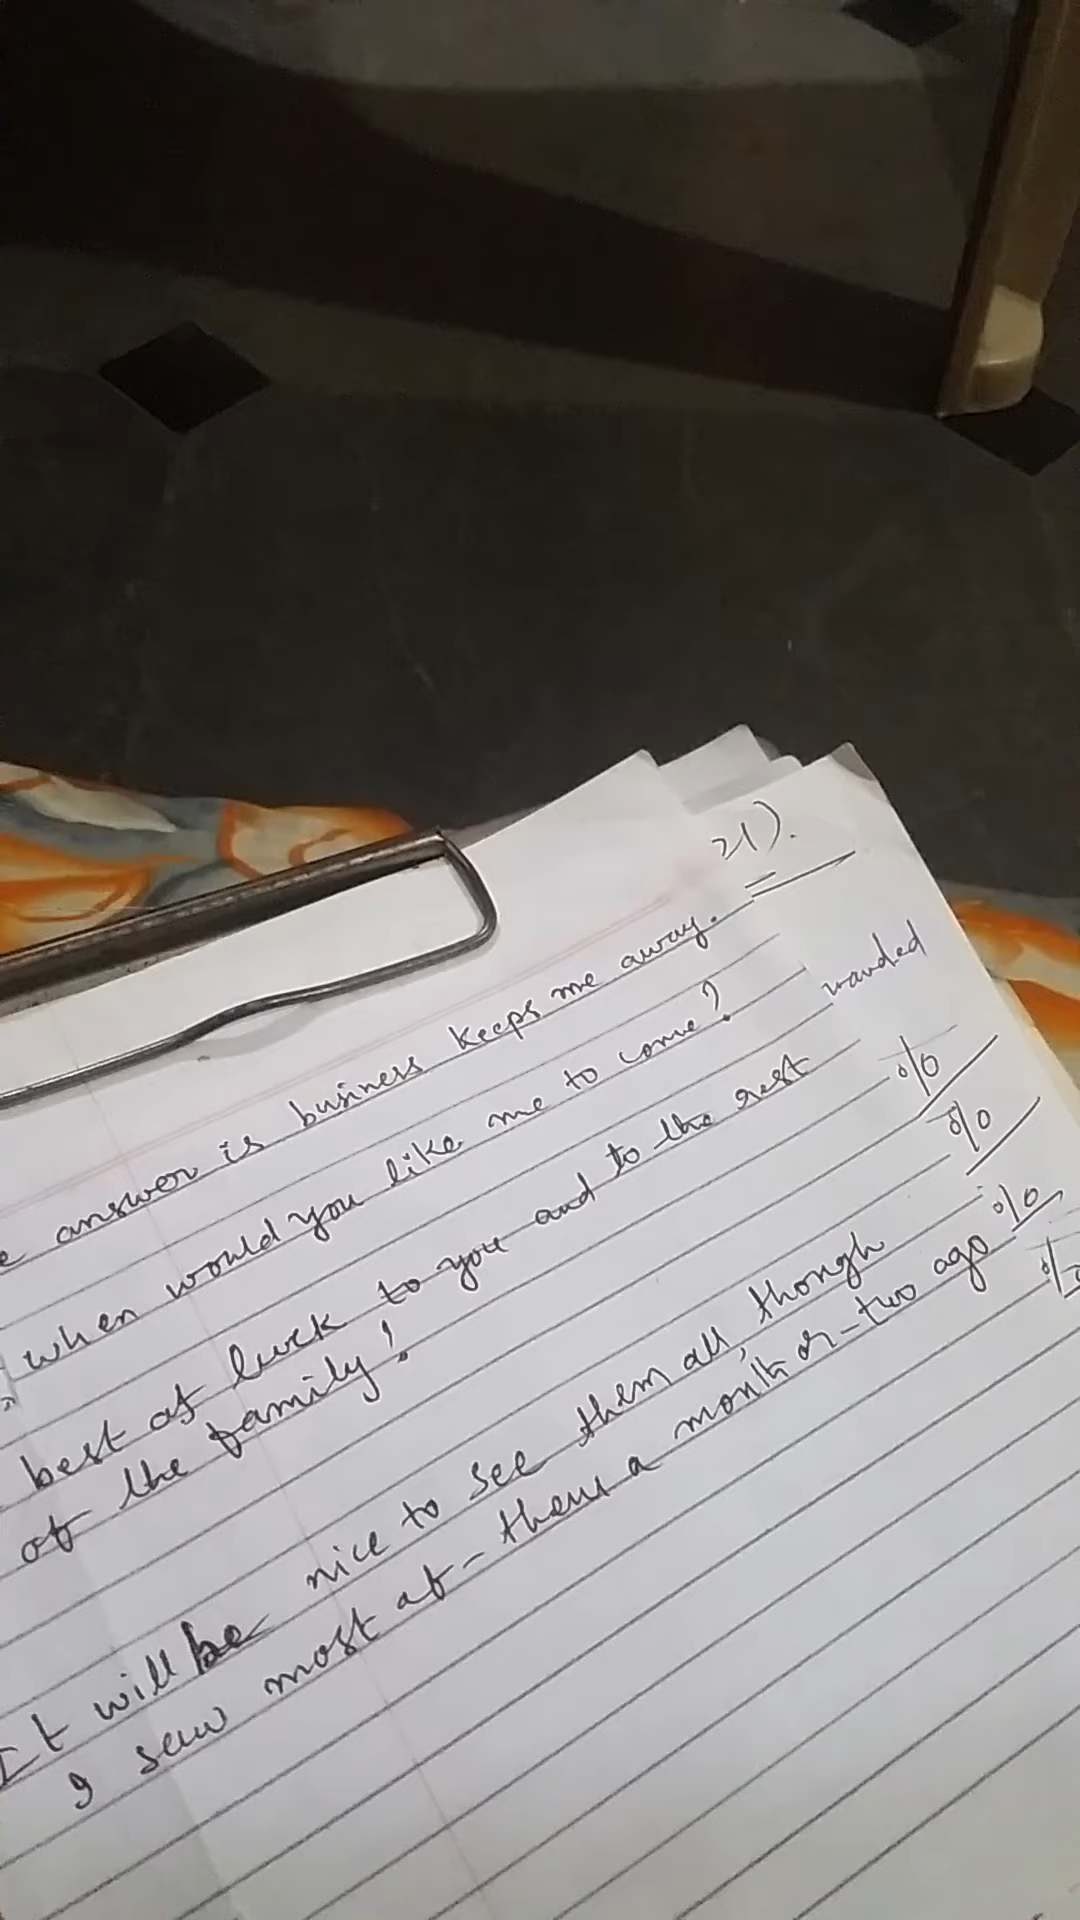 21).
e answer is business keeps me away.
when would you like me to come?
best of luck to you and to the rest
of the family!
It will be nice to see them all, though
I saw most of them a month or two ago
%
%
%